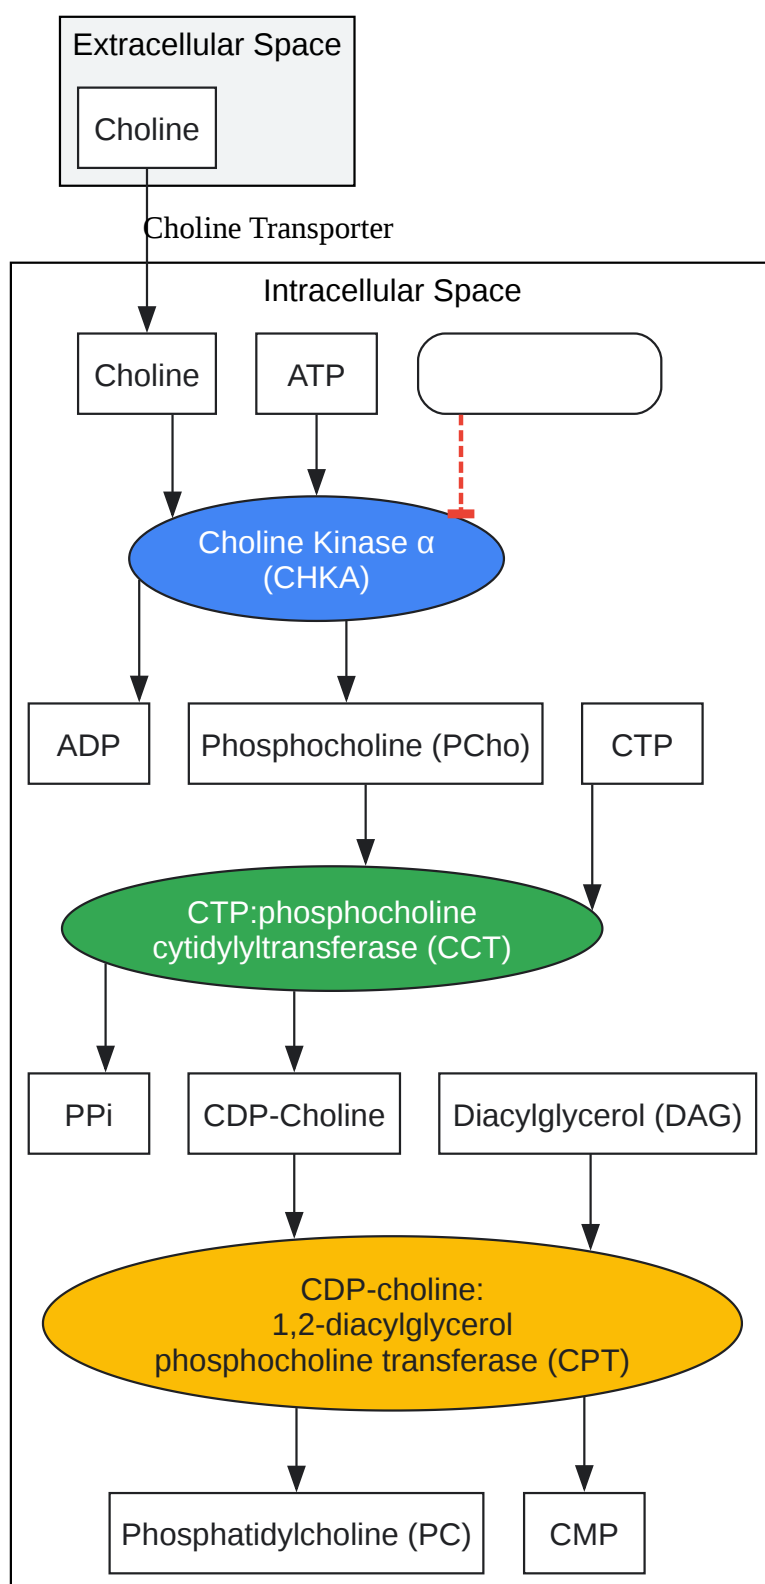 Extracellular Space
Choline
Choline Transporter
Intracellular Space
Choline
ATP
Choline Kinase α
(CHKA)
ADP
Phosphocholine (PCho)
CTP
CTP:phosphocholine
cytidylyltransferase (CCT)
PPi
CDP-Choline
Diacylglycerol (DAG)
CDP-choline:
1,2-diacylglycerol
phosphocholine transferase (CPT)
Phosphatidylcholine (PC)
CMP